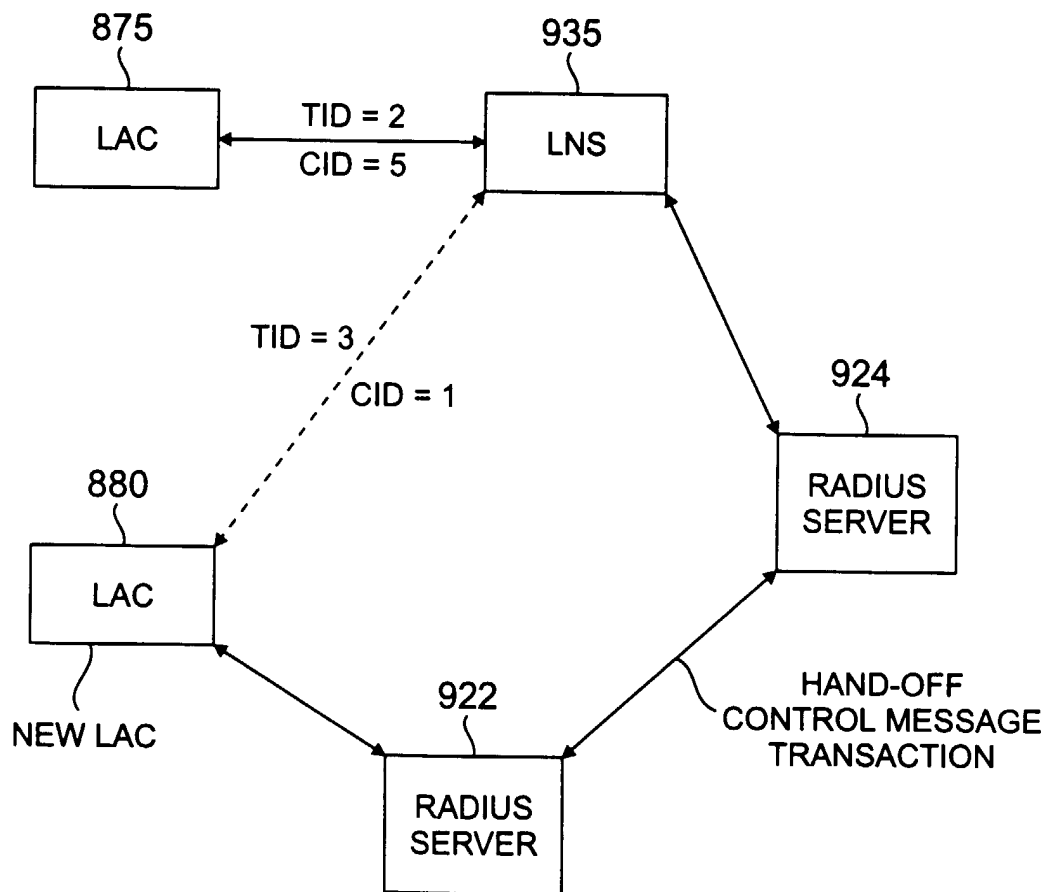 875
935
LAC
TID = 2
CID = 5
LNS
TID = 3
CID = 1
924
RADIUS
SERVER
880
LAC
NEW LAC
922
HAND-OFF
CONTROL MESSAGE
TRANSACTION
RADIUS
SERVER